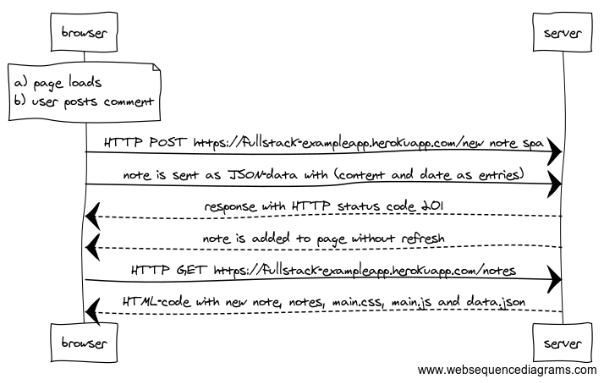 browser server
a) page loads
b) user posts comment
HTTP POST https://fullstack-exampleapp.herokuapp.com/new note spa
note is sent as JSON-data with (content and date as entries)
response with HTTP status code 201
note is added to page without refresh
HTTP GET https://fullstack-exampleapp.herokuapp.com/notes
HTML-code with new note, notes, main.css, main.js and data.json
browser server
www.websequencediagrams.com